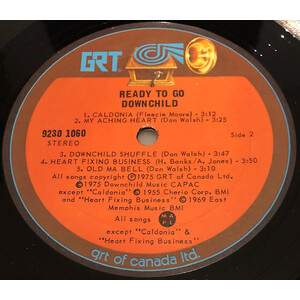 GRT
READY TO GO
DOWNCHILD
1. CALDONIA (Fleecie Moore) - 3:12
2. MY ACHING HEART (Don Walsh) - 3:25
9230 1060
STEREO
Side 2
3. DOWNCHILD SHUFFLE (Don Walsh) - 3:47
4. HEART FIXING BUSINESS (H. Banks/A. Jones) - 3:50
5. OLD MA BELL (Don Walsh) - 3:10
All songs copyright Ⓟ 1975 GRT of Canada Ltd.
©1975 Downchild Music CAPAC
except "Caldonia" © 1955 Cherio Corp. BMI
and "Heart Fixing Business" © 1969 East
Memphis Music BMI
All songs MAPL
except "Caldonia" &
"Heart Fixing Business"
grt of canada ltd.